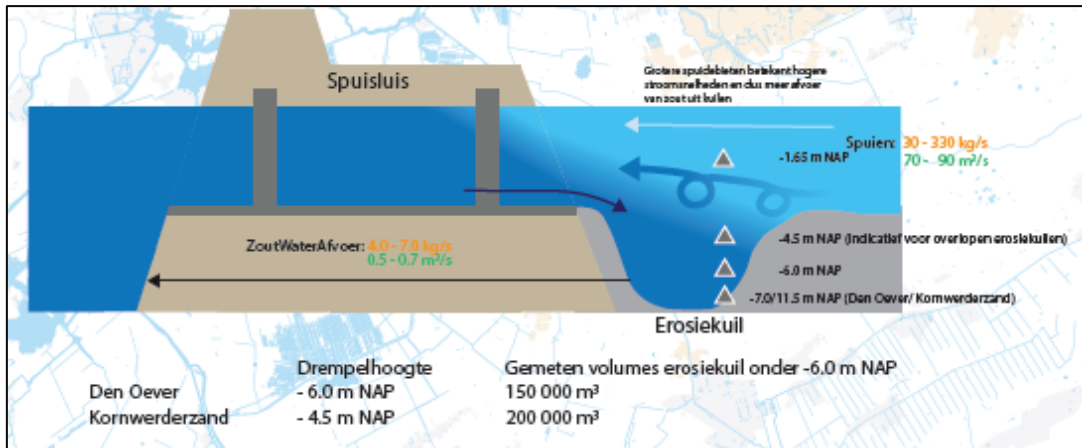 Spuisluis
Grotere spuidebieten betekent hogere
stroomsnelheden en dus meer afvoer
van zout uit kuilen
Spuien: 30 - 330 kg/s
70 - 90 m³/s
-1.65 m NAP
ZoutWaterAfvoer: 4.0 - 7.0 kg/s
0.5 - 0.7 m³/s
-4.5 m NAP (Indicatief voor overlopen erosiekuilen)
-6.0 m NAP
-7.0/11.5 m NAP (Den Oever/ Kornwerderzand)
Erosiekuil
Drempelhoogte Gemeten volumes erosiekuil onder -6.0 m NAP
Den Oever - 6.0 m NAP 150 000 m³
Kornwerderzand - 4.5 m NAP 200 000 m³